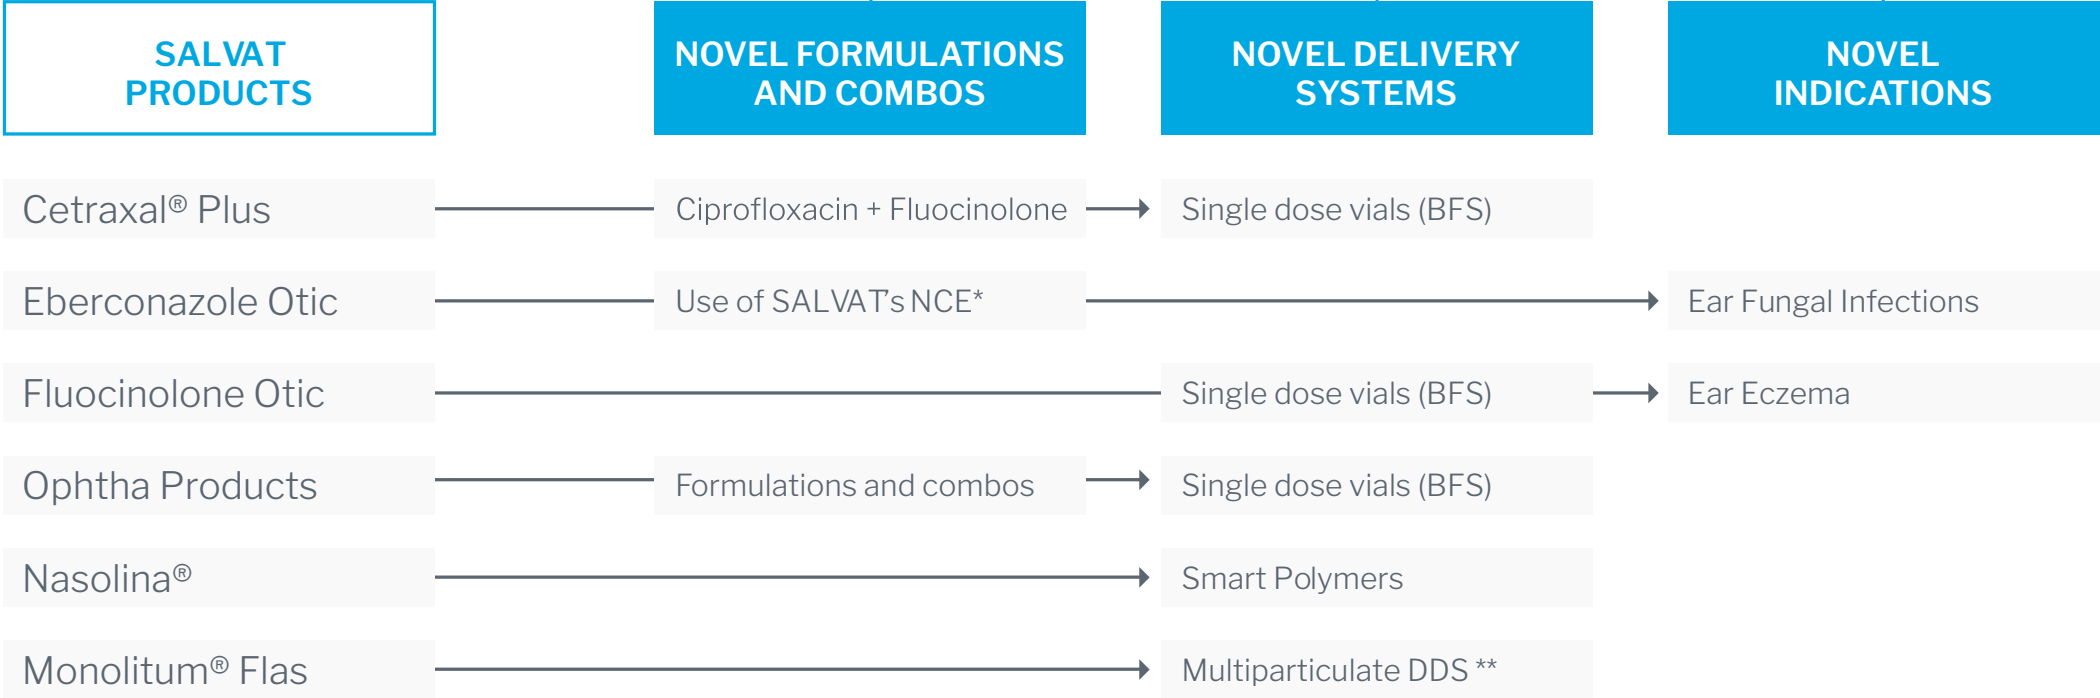 SALVAT
PRODUCTS
NOVEL FORMULATIONS
AND COMBOS
NOVEL DELIVERY
SYSTEMS
NOVEL
INDICATIONS
Cetraxal® Plus
Ciprofloxacin + Fluocinolone
Single dose vials (BFS)
Eberconazole Otic
Use of SALVAT's NCE*
Ear Fungal Infections
Fluocinolone Otic
Single dose vials (BFS)
Ear Eczema
Ophtha Products
Formulations and combos
Single dose vials (BFS)
Nasolina®
Smart Polymers
Monolitum® Flas
Multiparticulate DDS **